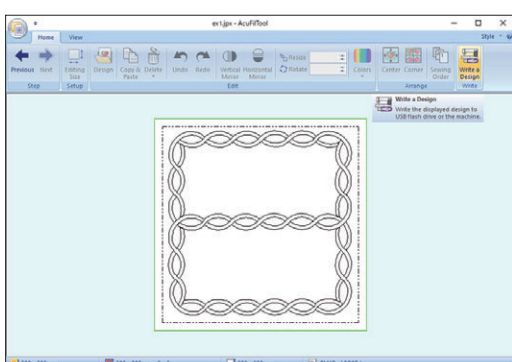 ex1.jpx - AcuFilTool
Home View Style
Previous Next Editing Size Design Copy & Paste Delete Undo Redo Vertical Mirror Horizontal Mirror Resize Rotate Colors Center Corner Sewing Order Write a Design
Step Setup Edit Arrange Write
Write a Design
Write the displayed design to
USB flash drive or the machine.